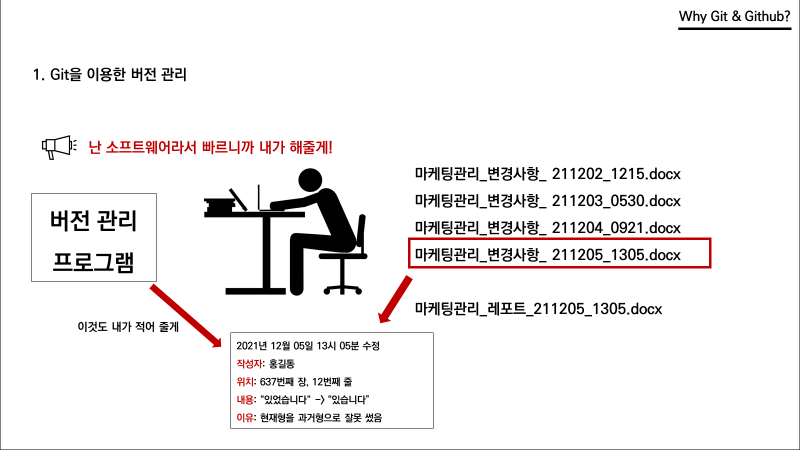 Why Git & Github?
1. Git을 이용한 버전 관리
난 소프트웨어라서 빠르니까 내가 해줄게!
버전 관리
프로그램
이것도 내가 적어 줄게
마케팅관리_변경사항_ 211202_1215.docx
마케팅관리_변경사항_ 211203_0530.docx
마케팅관리_변경사항_ 211204_0921.docx
마케팅관리_변경사항_ 211205_1305.docx
마케팅관리_레포트_211205_1305.docx
2021년 12월 05일 13시 05분 수정
작성자: 홍길동
위치: 637번째 장, 12번째 줄
내용: "있었습니다" -> "있습니다"
이유: 현재형을 과거형으로 잘못 썼음